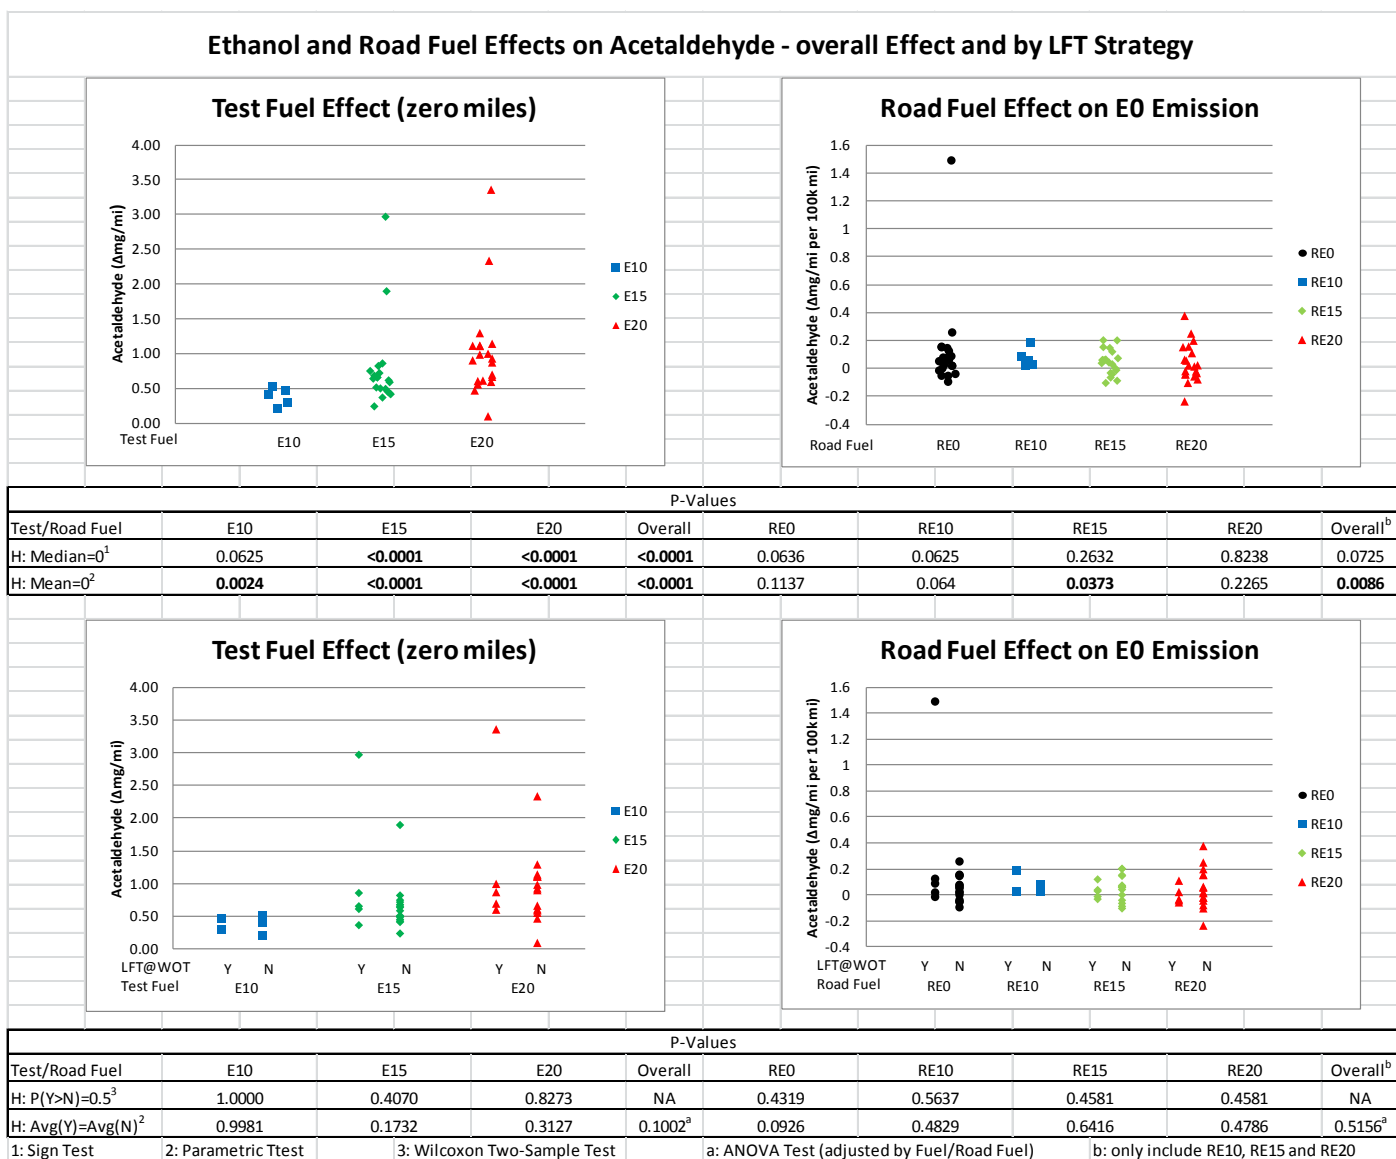 Ethanol and Road Fuel Effects on Acetaldehyde - overall Effect and by LFT Strategy
Test Fuel Effect (zero miles)
Acetaldehyde (Δmg/mi)
4.00
3.50
3.00
2.50
2.00
1.50
1.00
0.50
0.00
Test Fuel E10 E15 E20
E10
E15
E20
Road Fuel Effect on E0 Emission
Acetaldehyde (Δmg/mi per 100k mi)
1.6
1.4
1.2
1
0.8
0.6
0.4
0.2
0
-0.2
-0.4
Road Fuel RE0 RE10 RE15 RE20
RE0
RE10
RE15
RE20
P-Values
Test/Road Fuel E10 E15 E20 Overall RE0 RE10 RE15 RE20 Overall^b
H: Median=0^1 0.0625 <0.0001 <0.0001 <0.0001 0.0636 0.0625 0.2632 0.8238 0.0725
H: Mean=0^2 0.0024 <0.0001 <0.0001 <0.0001 0.1137 0.064 0.0373 0.2265 0.0086
Test Fuel Effect (zero miles)
Acetaldehyde (Δmg/mi)
4.00
3.50
3.00
2.50
2.00
1.50
1.00
0.50
0.00
LFT@WOT Y N Y N Y N
Test Fuel E10 E15 E20
E10
E15
E20
Road Fuel Effect on E0 Emission
Acetaldehyde (Δmg/mi per 100k mi)
1.6
1.4
1.2
1
0.8
0.6
0.4
0.2
0
-0.2
-0.4
LFT@WOT Y N Y N Y N Y N
Road Fuel RE0 RE10 RE15 RE20
RE0
RE10
RE15
RE20
P-Values
Test/Road Fuel E10 E15 E20 Overall RE0 RE10 RE15 RE20 Overall^b
H: P(Y>N)=0.5^3 1.0000 0.4070 0.8273 NA 0.4319 0.5637 0.4581 0.4581 NA
H: Avg(Y)=Avg(N)^2 0.9981 0.1732 0.3127 0.1002^a 0.0926 0.4829 0.6416 0.4786 0.5156^a
1: Sign Test 2: Parametric Ttest 3: Wilcoxon Two-Sample Test a: ANOVA Test (adjusted by Fuel/Road Fuel) b: only include RE10, RE15 and RE20